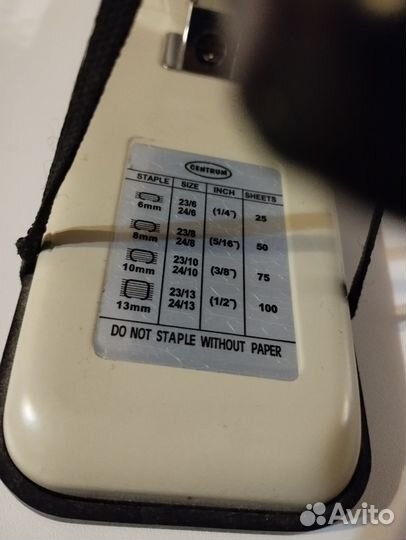 CENTRUM
STAPLE SIZE INCH SHEETS
6mm 23/6 24/6 (1/4") 25
8mm 23/8 24/8 (5/16") 50
10mm 23/10 24/10 (3/8") 75
13mm 23/13 24/13 (1/2") 100
DO NOT STAPLE WITHOUT PAPER
Avito